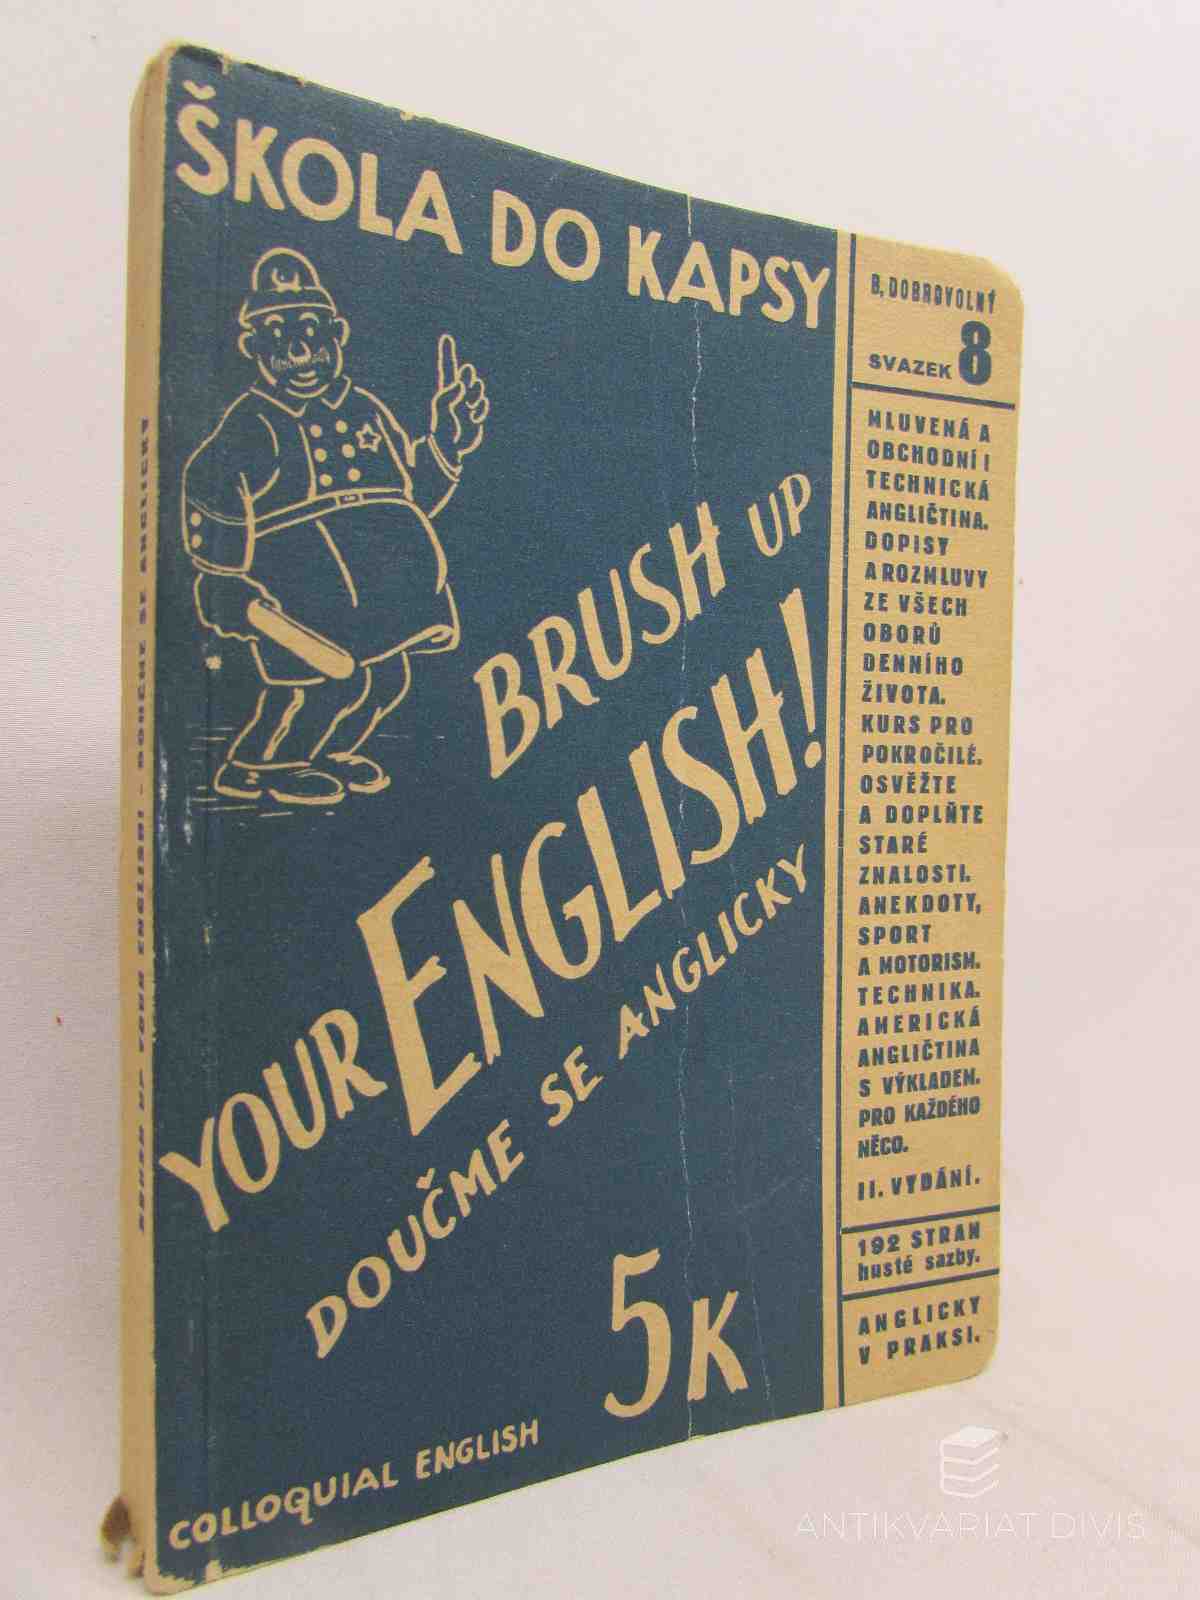 ŠKOLA DO KAPSY
BRUSH UP
YOUR ENGLISH!
DOUČME SE ANGLICKY
5K
COLLOQUIAL ENGLISH
B. DOBROVOLNÝ
SVAZEK 8
MLUVENÁ A
OBCHODNÍ I
TECHNICKÁ
ANGLIČTINA.
DOPISY
A ROZMLUVY
ZE VŠECH
OBORŮ
DENNÍHO
ŽIVOTA.
KURS PRO
POKROČILÉ.
OSVĚŽTE
A DOPLŇTE
STARÉ
ZNALOSTI.
ANEKDOTY,
SPORT
A MOTORISM.
TECHNIKA.
AMERICKÁ
ANGLIČTINA
S VÝKLADEM.
PRO KAŽDÉHO
NĚCO.
II. VYDÁNÍ.
192 STRAN
husté sazby.
ANGLICKY
V PRAKSI.
ANTIKVARIAT DIVIS